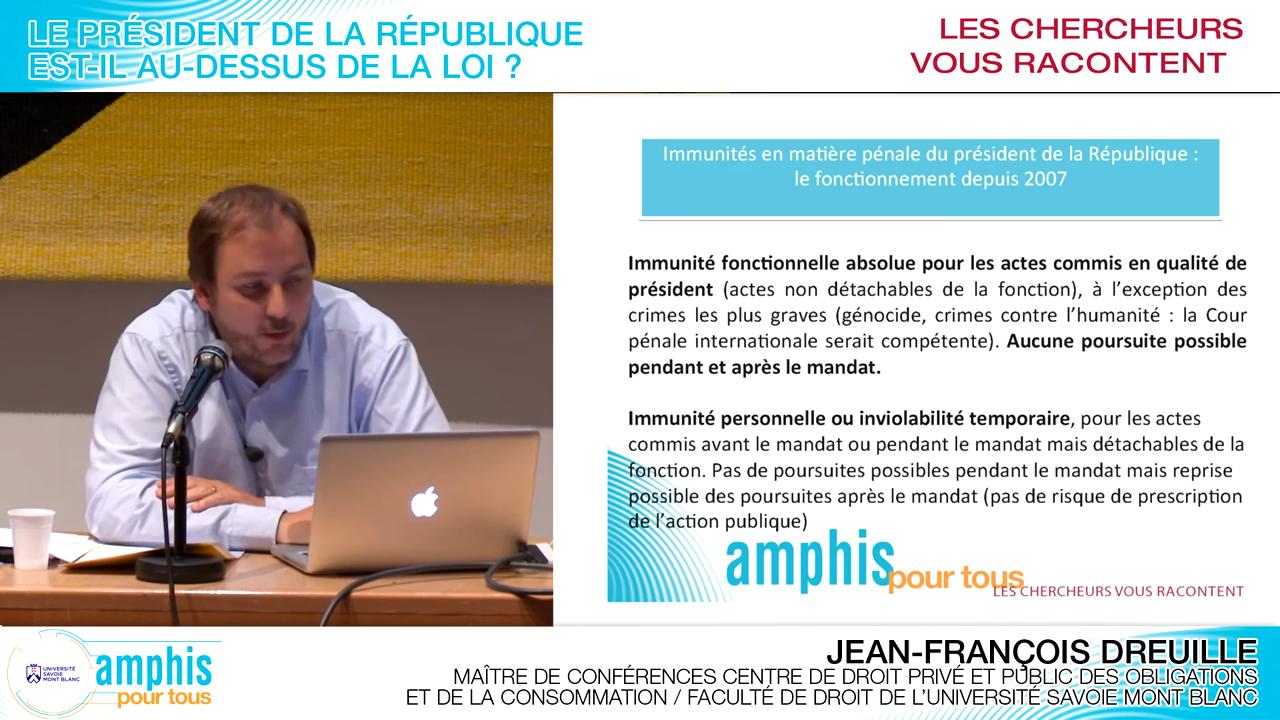 LE PRÉSIDENT DE LA RÉPUBLIQUE
EST-IL AU-DESSUS DE LA LOI ?
LES CHERCHEURS
VOUS RACONTENT
Immunités en matière pénale du président de la République :
le fonctionnement depuis 2007
Immunité fonctionnelle absolue pour les actes commis en qualité de
président (actes non détachables de la fonction), à l’exception des
crimes les plus graves (génocide, crimes contre l’humanité : la Cour
pénale internationale serait compétente). Aucune poursuite possible
pendant et après le mandat.
Immunité personnelle ou inviolabilité temporaire, pour les actes
commis avant le mandat ou pendant le mandat mais détachables de la
fonction. Pas de poursuites possibles pendant le mandat mais reprise
possible des poursuites après le mandat (pas de risque de prescription
de l’action publique)
amphis
pour tous
LES CHERCHEURS VOUS RACONTENT
UNIVERSITÉ
SAVOIE
MONT BLANC
amphis
pour tous
JEAN-FRANÇOIS DREUILLE
MAÎTRE DE CONFÉRENCES CENTRE DE DROIT PRIVÉ ET PUBLIC DES OBLIGATIONS
ET DE LA CONSOMMATION / FACULTÉ DE DROIT DE L’UNIVERSITÉ SAVOIE MONT BLANC